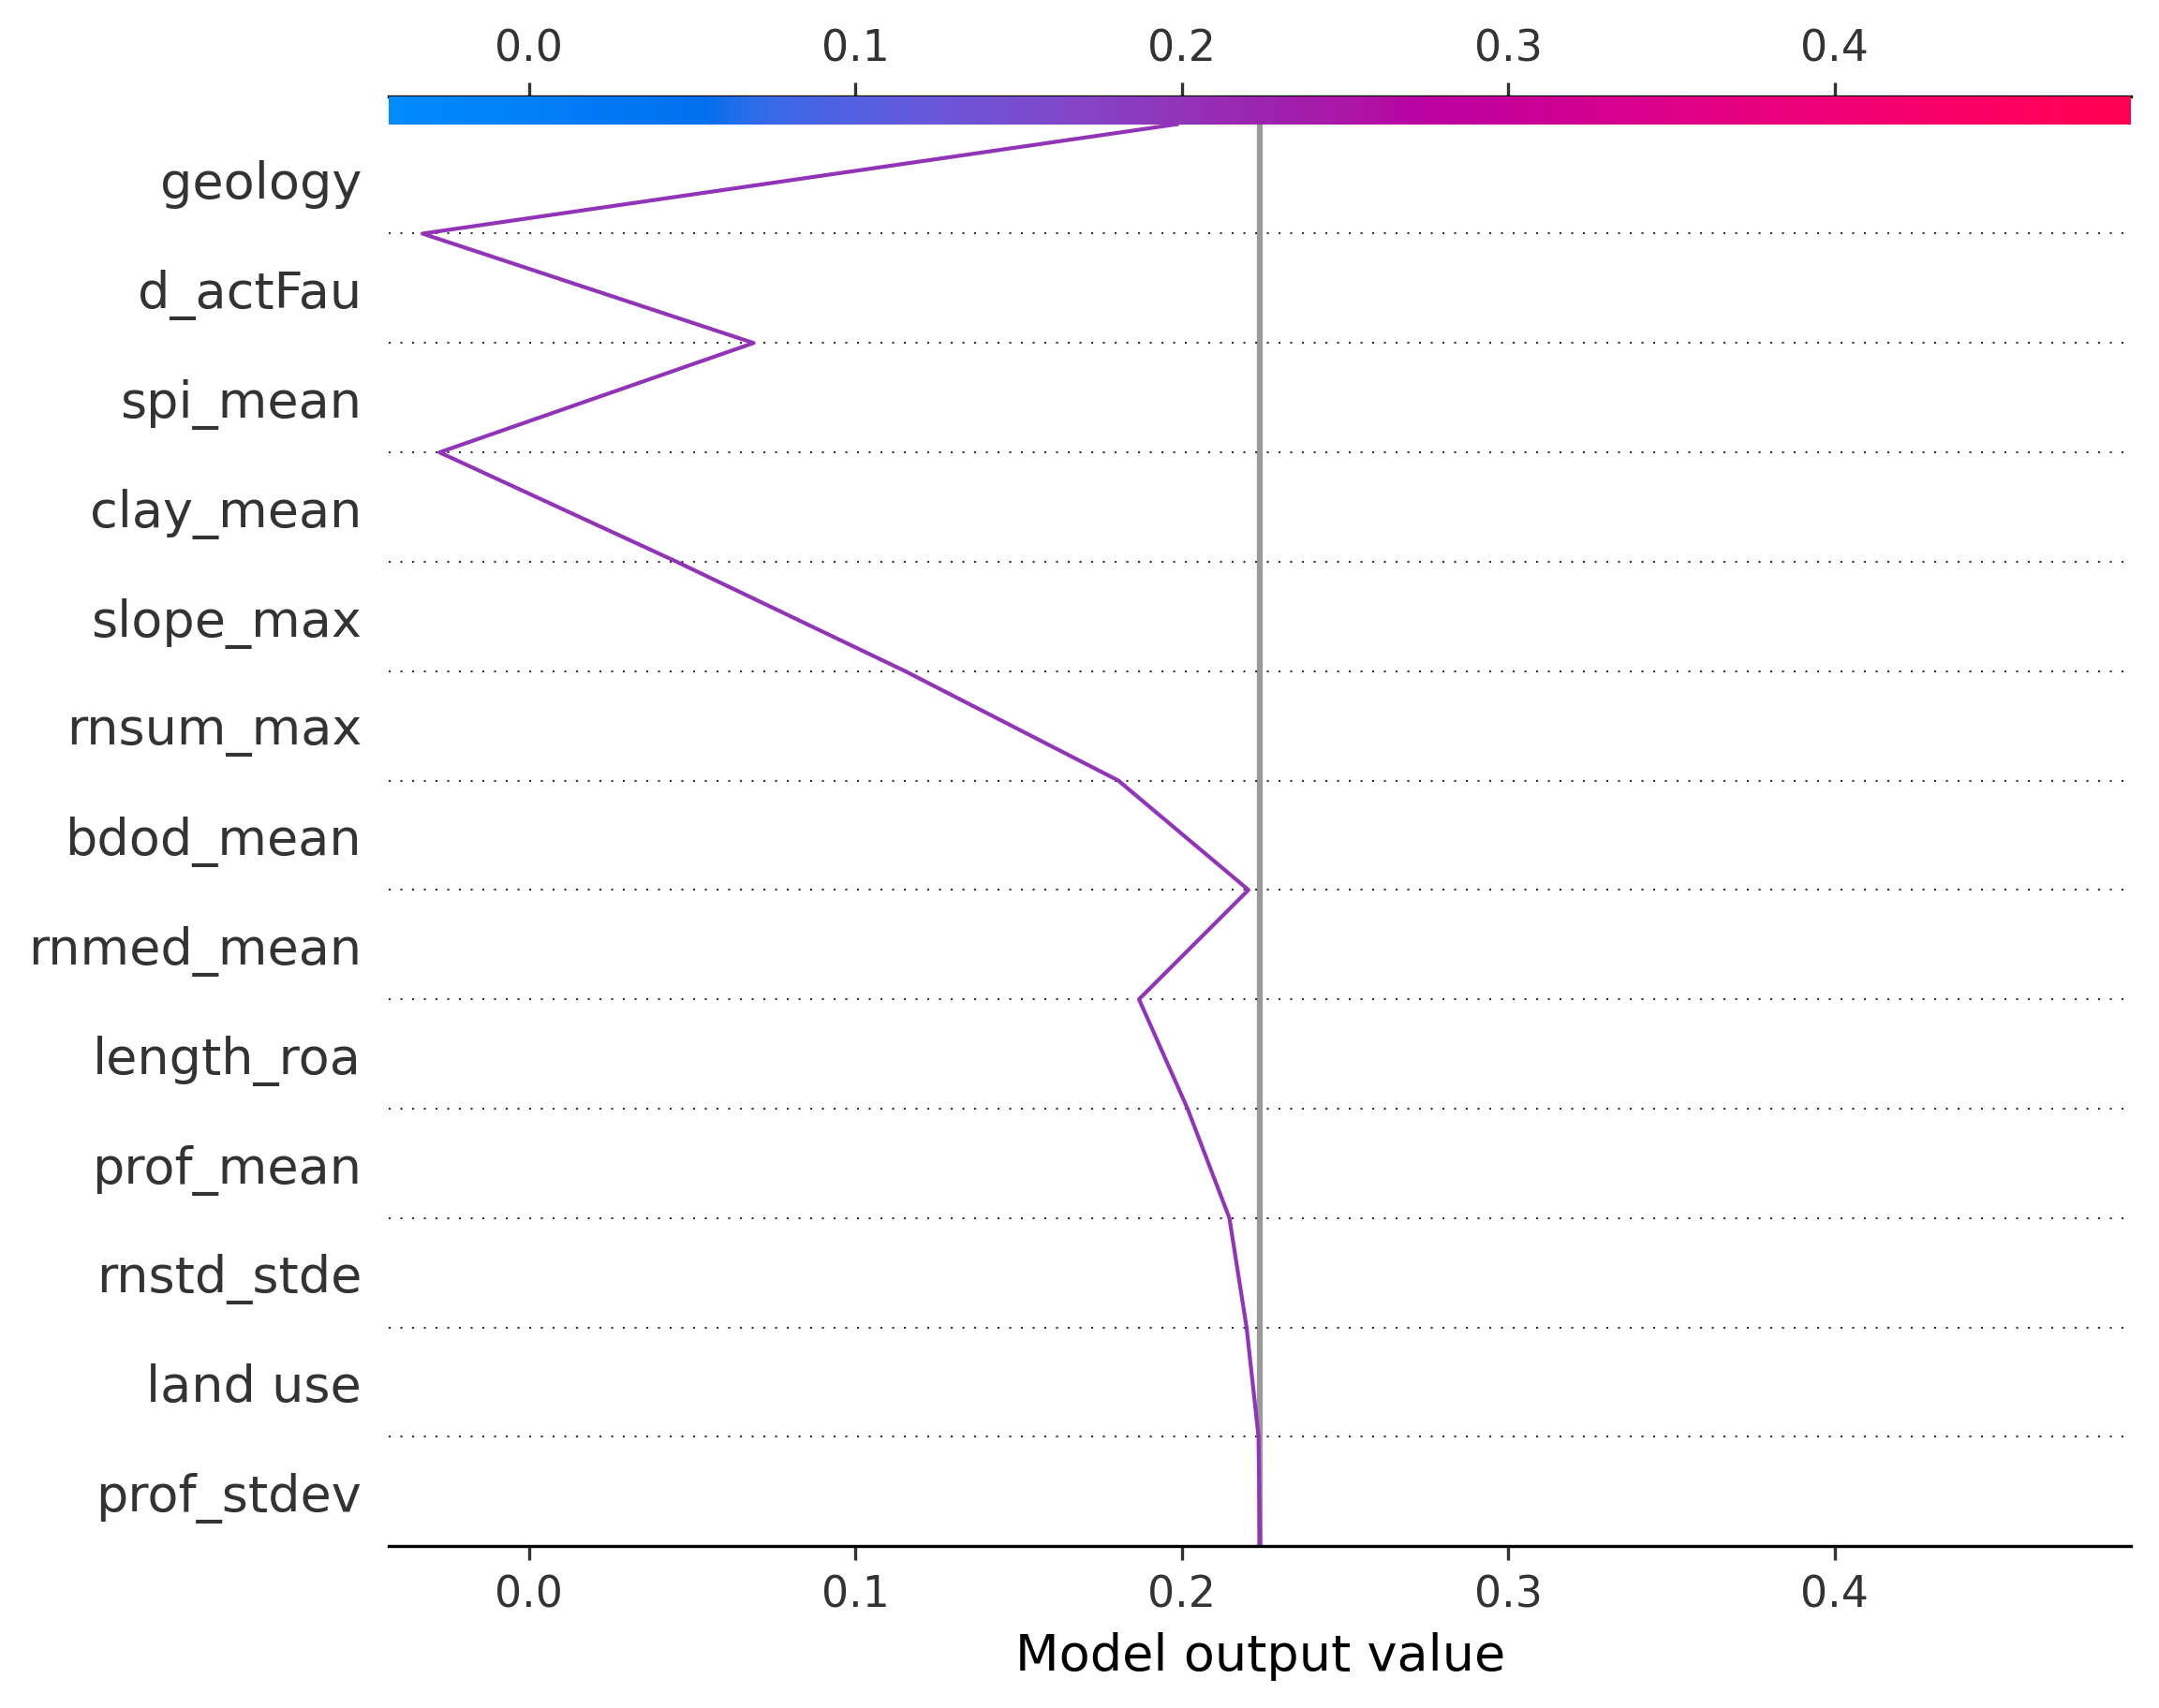 0.0 0.1 0.2 0.3 0.4
geology
d_actFau
spi_mean
clay_mean
slope_max
rnsum_max
bdod_mean
rnmed_mean
length_roa
prof_mean
rnstd_stde
land use
prof_stdev
0.0 0.1 0.2 0.3 0.4
Model output value